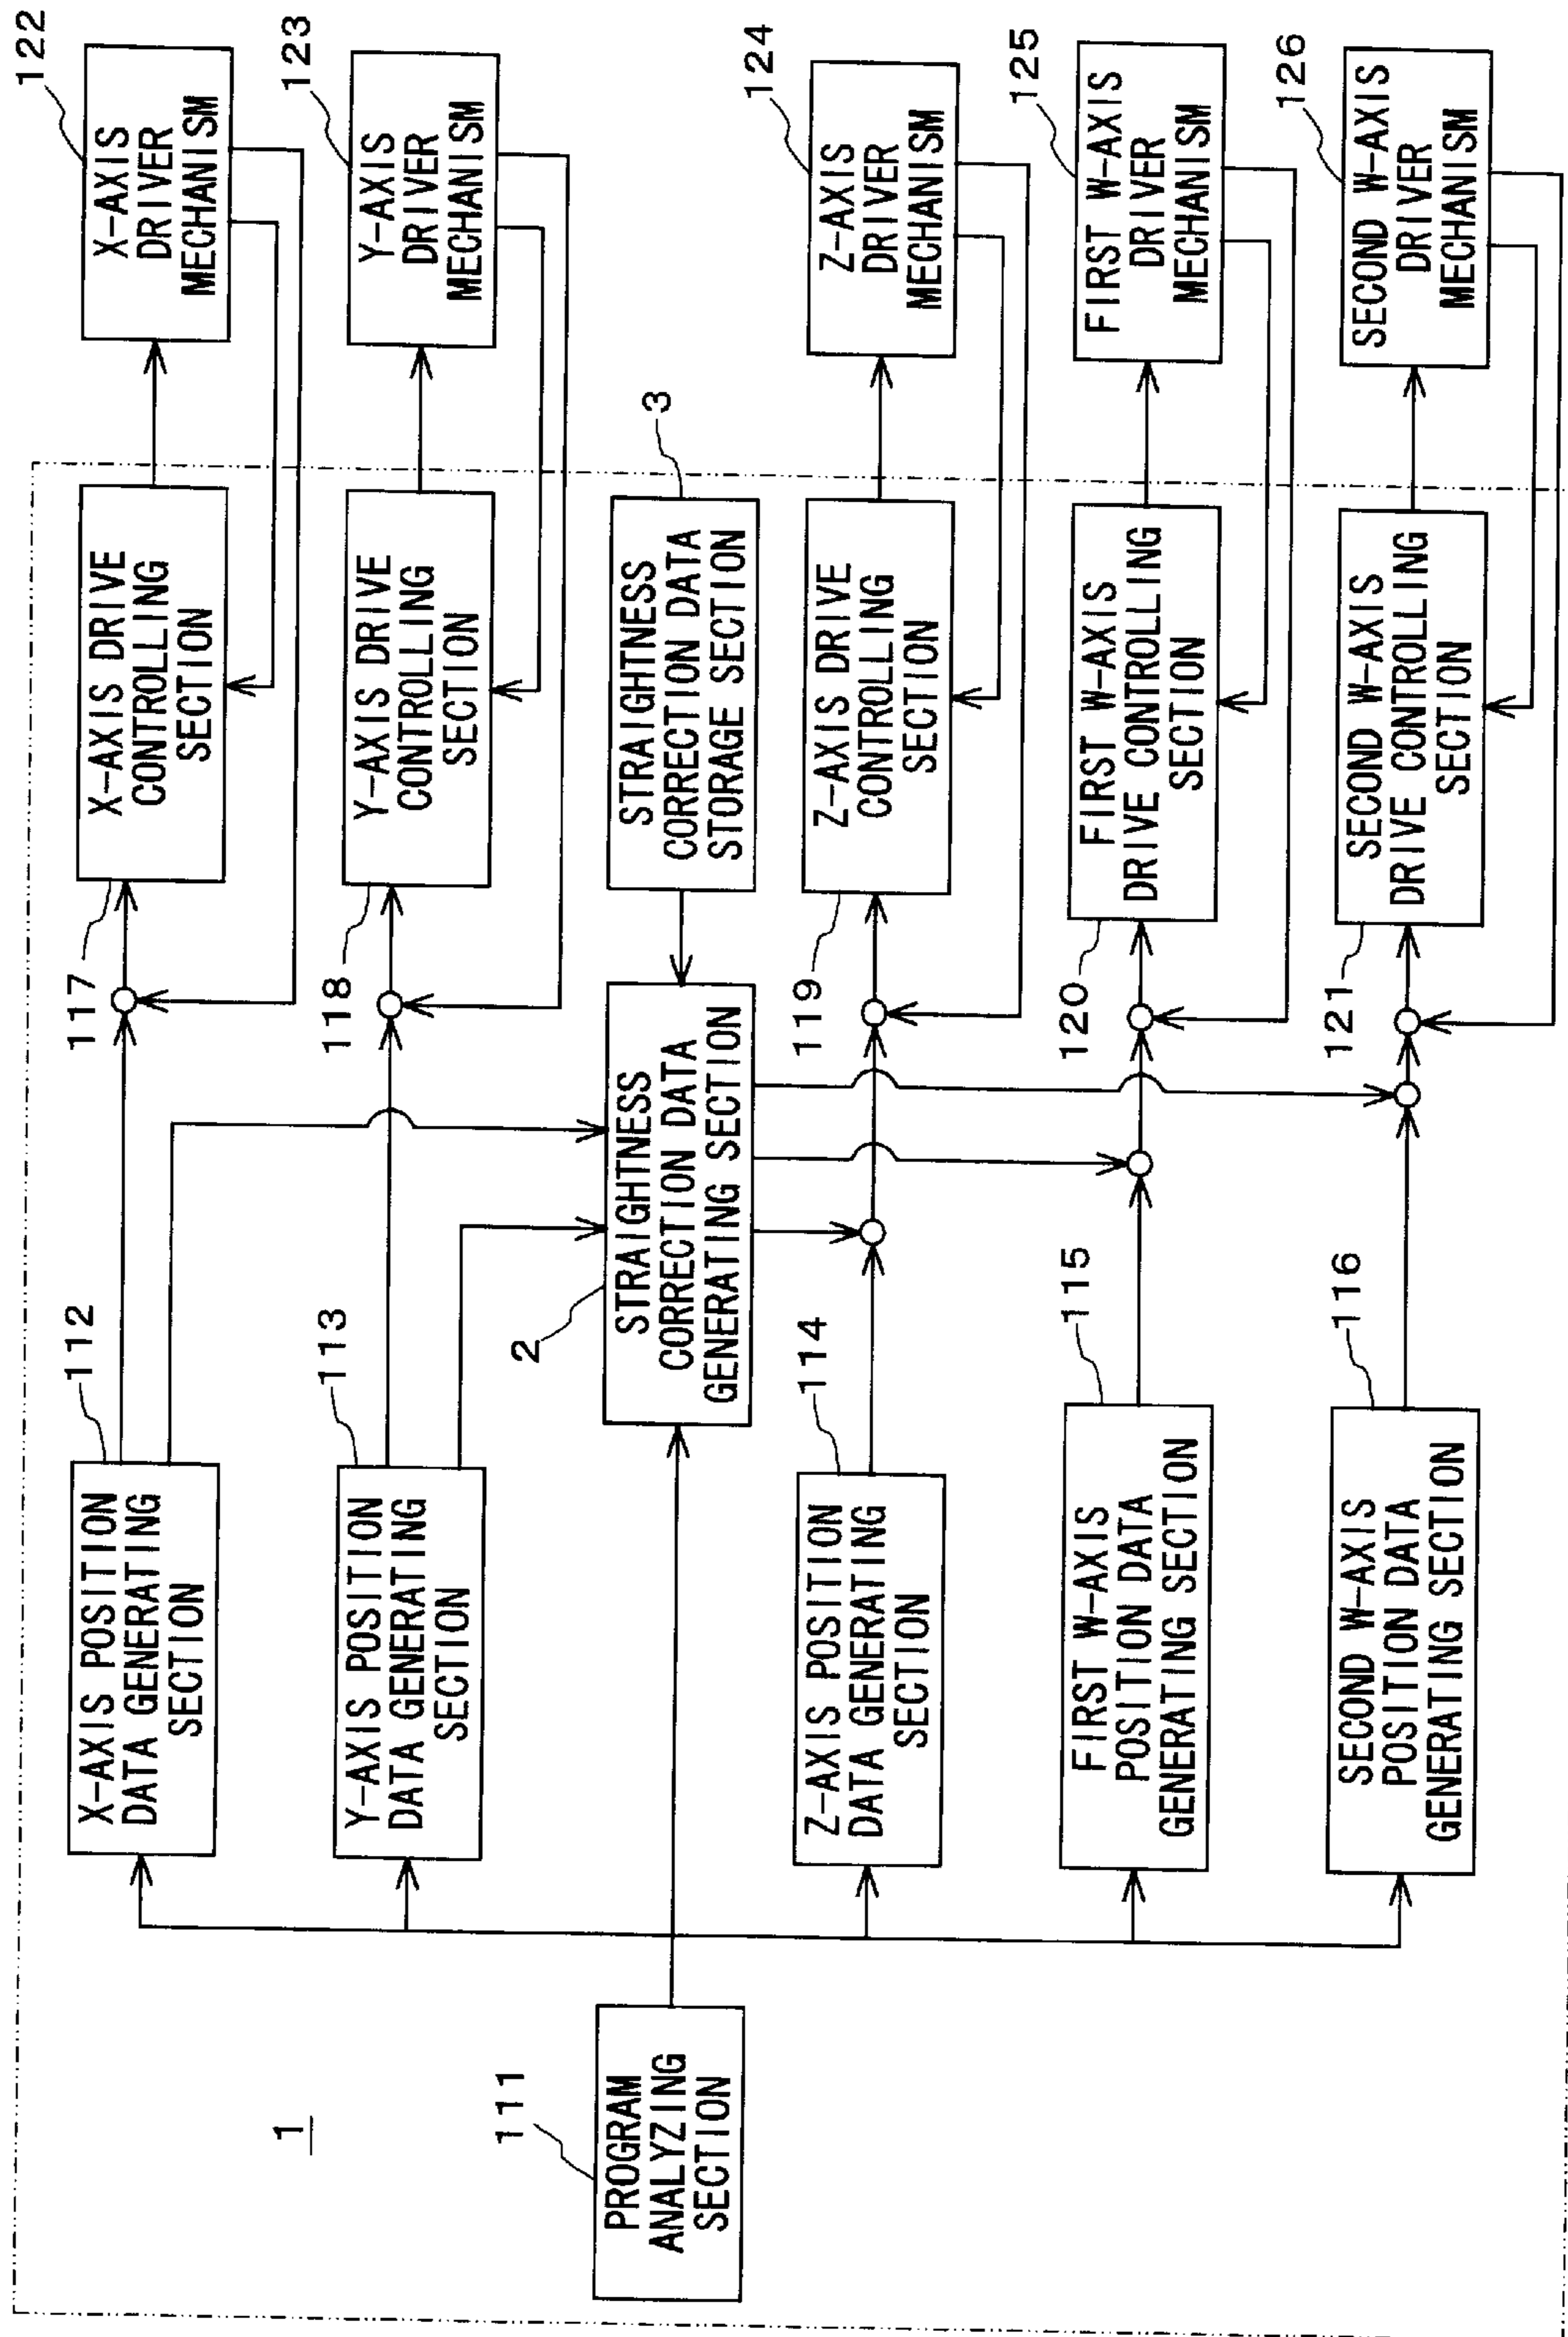 1
111
PROGRAM
ANALYZING
SECTION
112
X-AXIS POSITION
DATA GENERATING
SECTION
113
Y-AXIS POSITION
DATA GENERATING
SECTION
2
STRAIGHTNESS
CORRECTION DATA
GENERATING SECTION
114
Z-AXIS POSITION
DATA GENERATING
SECTION
115
FIRST W-AXIS
POSITION DATA
GENERATING SECTION
116
SECOND W-AXIS
POSITION DATA
GENERATING SECTION
117
X-AXIS DRIVE
CONTROLLING
SECTION
118
Y-AXIS DRIVE
CONTROLLING
SECTION
3
STRAIGHTNESS
CORRECTION DATA
STORAGE SECTION
119
Z-AXIS DRIVE
CONTROLLING
SECTION
120
FIRST W-AXIS
DRIVE CONTROLLING
SECTION
121
SECOND W-AXIS
DRIVE CONTROLLING
SECTION
122
X-AXIS
DRIVER
MECHANISM
123
Y-AXIS
DRIVER
MECHANISM
124
Z-AXIS
DRIVER
MECHANISM
125
FIRST W-AXIS
DRIVER
MECHANISM
126
SECOND W-AXIS
DRIVER
MECHANISM